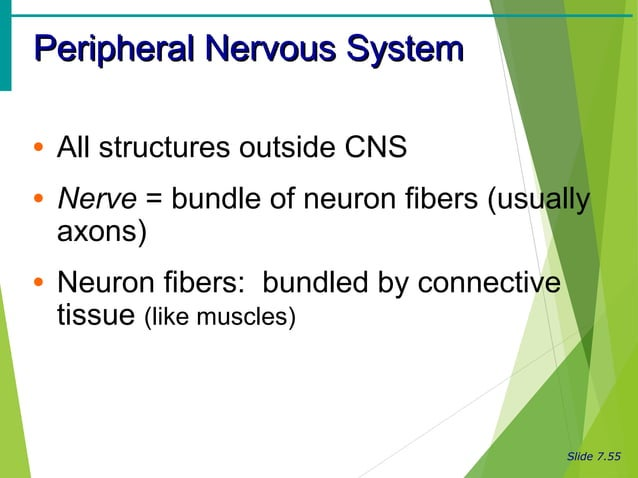 Peripheral Nervous System
• All structures outside CNS
• Nerve = bundle of neuron fibers (usually
axons)
• Neuron fibers:  bundled by connective
tissue (like muscles)
Slide 7.55